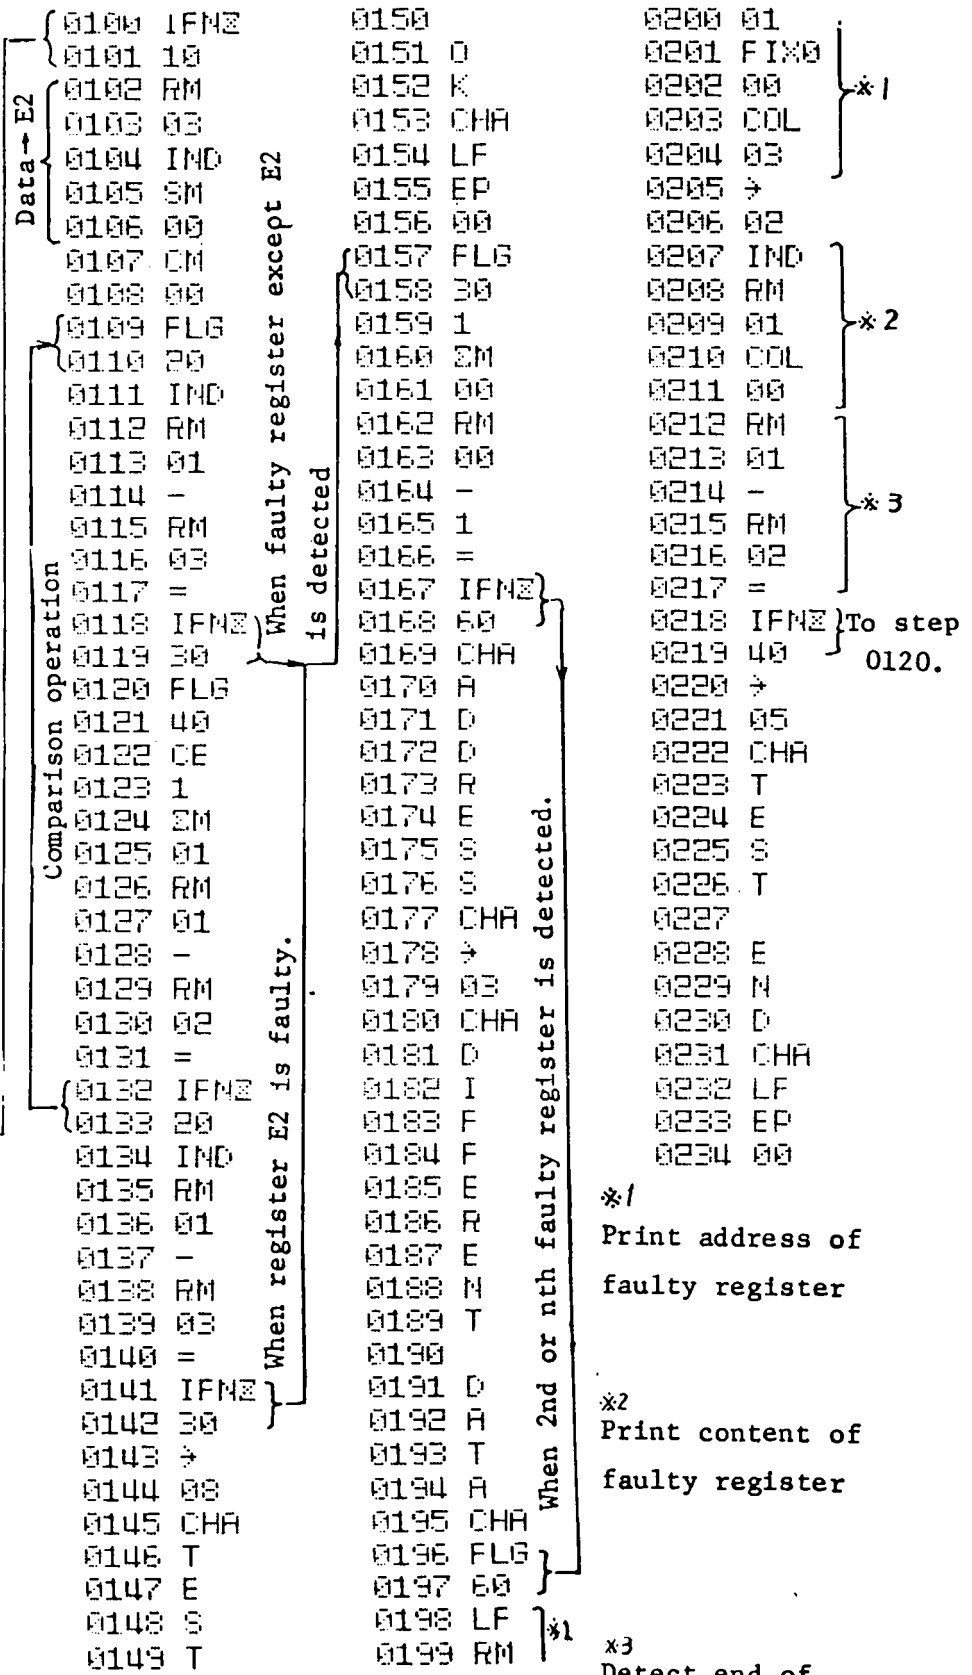 0100 IFNZ
0101 10
0102 RM
0103 03
0104 IND
0105 SM
0106 00
0107 CM
0108 00
0109 FLG
0110 20
0111 IND
0112 RM
0113 01
0114 -
0115 RM
0116 03
0117 =
0118 IFNZ
0119 30
0120 FLG
0121 40
0122 CE
0123 1
0124 ΣM
0125 01
0126 RM
0127 01
0128 -
0129 RM
0130 02
0131 =
0132 IFNZ
0133 20
0134 IND
0135 RM
0136 01
0137 -
0138 RM
0139 03
0140 =
0141 IFNZ
0142 30
0143 →
0144 08
0145 CHA
0146 T
0147 E
0148 S
0149 T
Data→E2
Comparison operation
When faulty register except E2
is detected
When register E2 is faulty.
0150
0151 O
0152 K
0153 CHA
0154 LF
0155 EP
0156 00
0157 FLG
0158 30
0159 1
0160 ΣM
0161 00
0162 RM
0163 00
0164 -
0165 1
0166 =
0167 IFNZ
0168 60
0169 CHA
0170 A
0171 D
0172 D
0173 R
0174 E
0175 S
0176 S
0177 CHA
0178 →
0179 03
0180 CHA
0181 D
0182 I
0183 F
0184 F
0185 E
0186 R
0187 E
0188 N
0189 T
0190
0191 D
0192 A
0193 T
0194 A
0195 CHA
0196 FLG
0197 60
0198 LF
0199 RM
※1
When 2nd or nth faulty register is detected.
0200 01
0201 FIX0
0202 00
0203 COL
0204 03
0205 →
0206 02
0207 IND
0208 RM
0209 01
0210 COL
0211 00
0212 RM
0213 01
0214 -
0215 RM
0216 02
0217 =
0218 IFNZ
0219 40
0220 →
0221 05
0222 CHA
0223 T
0224 E
0225 S
0226 T
0227
0228 E
0229 N
0230 D
0231 CHA
0232 LF
0233 EP
0234 00
※1
※2
※3
To step
0120.
※1
Print address of
faulty register
※2
Print content of
faulty register
※3
Detect end of